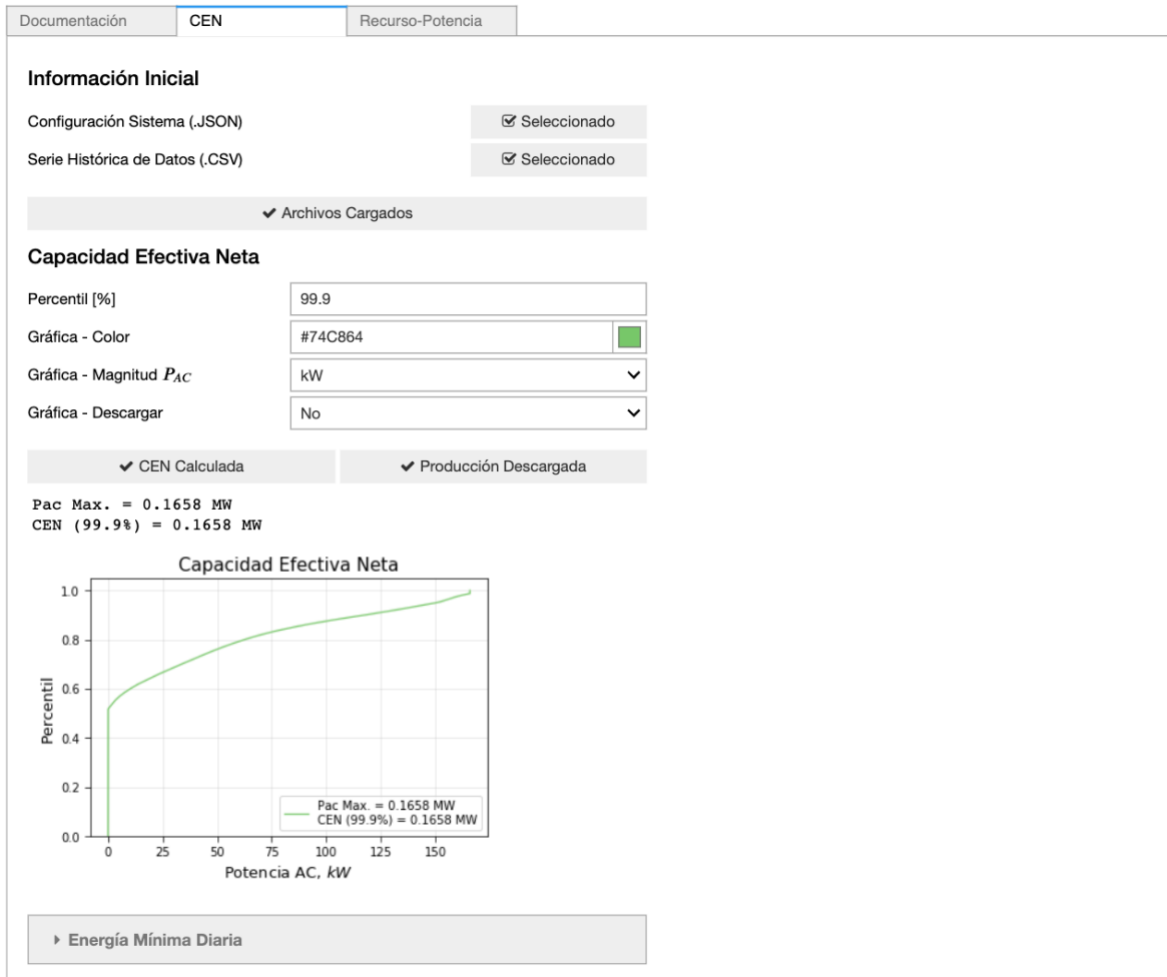 Documentación CEN Recurso-Potencia
Información Inicial
Configuración Sistema (.JSON) Seleccionado
Serie Histórica de Datos (.CSV) Seleccionado
Archivos Cargados
Capacidad Efectiva Neta
Percentil [%] 99.9
Gráfica - Color #74C864
Gráfica - Magnitud PAC kW
Gráfica - Descargar No
CEN Calculada Producción Descargada
Pac Max. = 0.1658 MW
CEN (99.9%) = 0.1658 MW
Capacidad Efectiva Neta
1.0
0.8
0.6
0.4
0.2
0.0
Percentil
Pac Max. = 0.1658 MW
CEN (99.9%) = 0.1658 MW
0 25 50 75 100 125 150
Potencia AC, kW
Energía Mínima Diaria